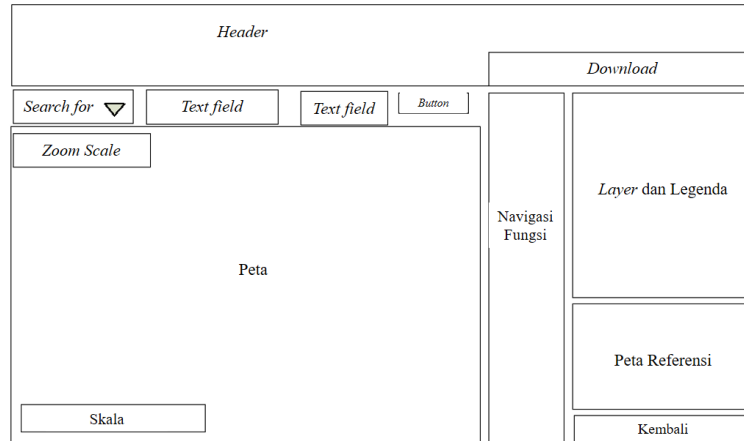 Header
Download
Search for
Text field
Text field
Button
Zoom Scale
Layer dan Legenda
Navigasi
Fungsi
Peta
Peta Referensi
Skala
Kembali